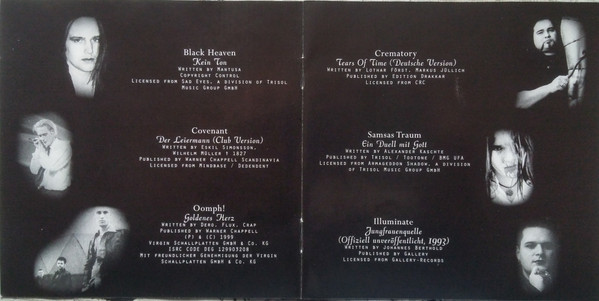 Black Heaven
Kein Ton
Written by Mantusa
Copyright Control
Licensed from Sad Eyes, a division of Trisol
Music Group GmbH
Covenant
Der Leiermann (Club Version)
Written by Eskil Simonsson,
Wilhelm Müller † 1827
Published by Warner Chappell Scandinavia
Licensed from Mindbase / Dependent
Oomph!
Goldenes Herz
Written by Dero, Flux, Crap
Published by Warner Chappell
(P) & (C) 1999
Virgin Schallplatten GmbH & Co. KG
ISRC Code DEG 129903208
Mit freundlicher Genehmigung der Virgin
Schallplatten GmbH & Co. KG
Crematory
Tears Of Time (Deutsche Version)
Written by Lothar Först, Markus Jüllich
Published by Edition Drakkar
Licensed from CRC
Samsas Traum
Ein Duell mit Gott
Written by Alexander Kaschte
Published by Trisol / Tootone / BMG UFA
Licensed from Armageddon Shadow, a division
of Trisol Music Group GmbH
Illuminate
Jungfrauenquelle
(Offiziell unveröffentlicht, 1993)
Written by Johannes Berthold
Published by Gallery
Licensed from Gallery-Records